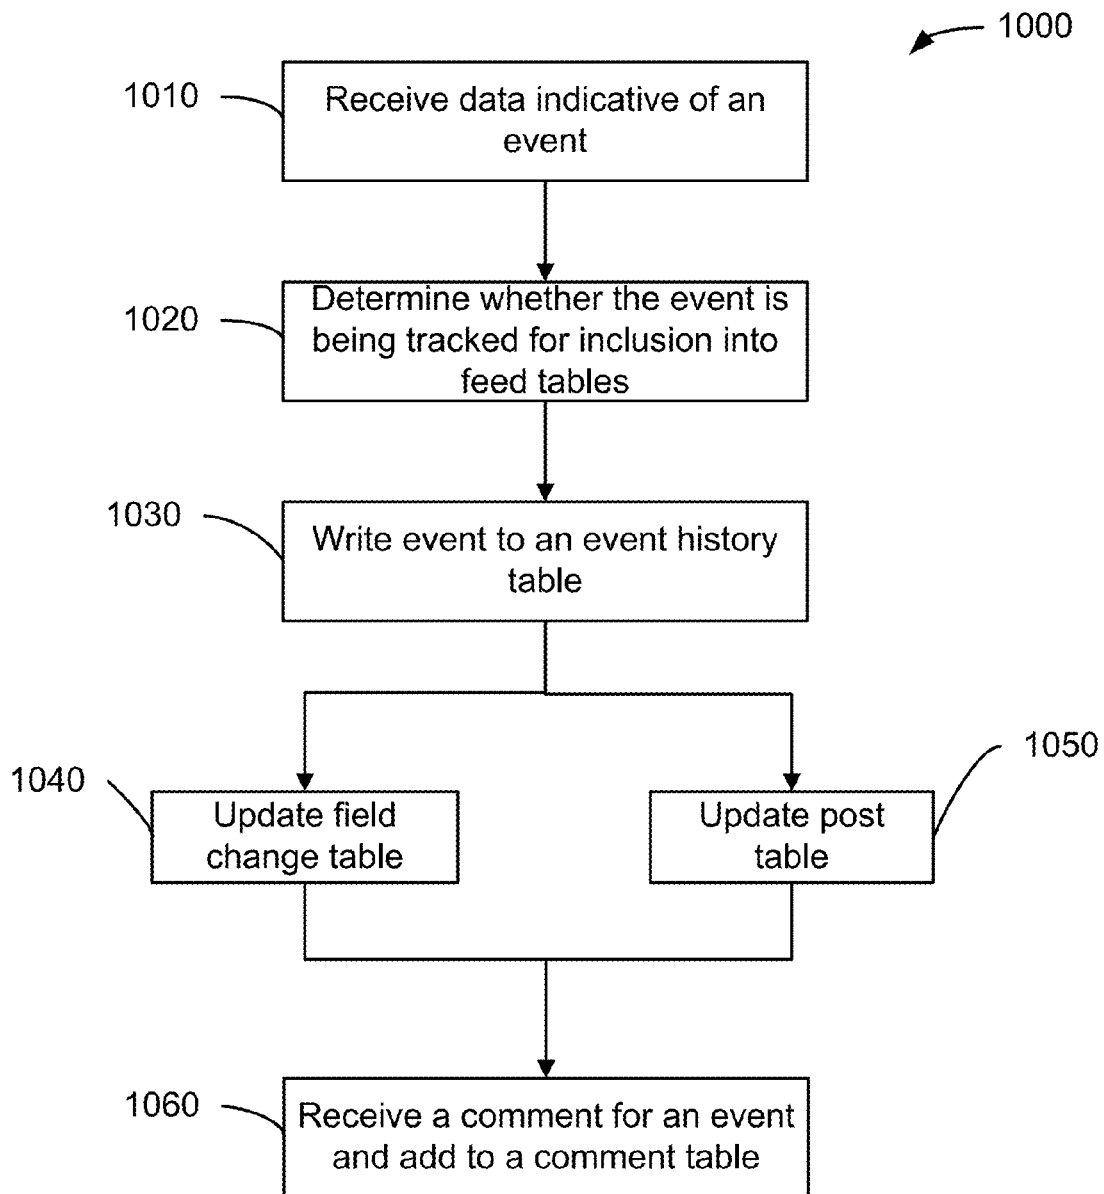 1000
1010
Receive data indicative of an
event
1020
Determine whether the event is
being tracked for inclusion into
feed tables
1030
Write event to an event history
table
1040
Update field
change table
1050
Update post
table
1060
Receive a comment for an event
and add to a comment table